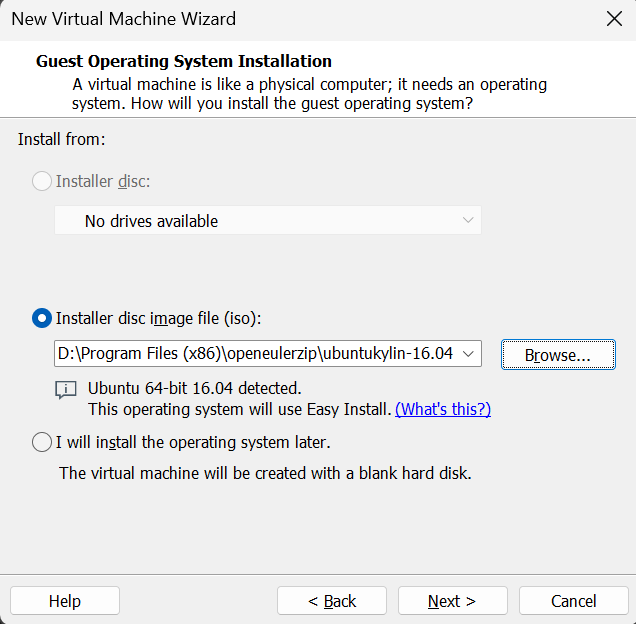 New Virtual Machine Wizard
Guest Operating System Installation
A virtual machine is like a physical computer; it needs an operating
system. How will you install the guest operating system?
Install from:
Installer disc:
No drives available
Installer disc image file (iso):
D:\Program Files (x86)\openeulerzip\ubuntukylin-16.04
Browse...
Ubuntu 64-bit 16.04 detected.
This operating system will use Easy Install. (What's this?)
I will install the operating system later.
The virtual machine will be created with a blank hard disk.
Help
< Back
Next >
Cancel